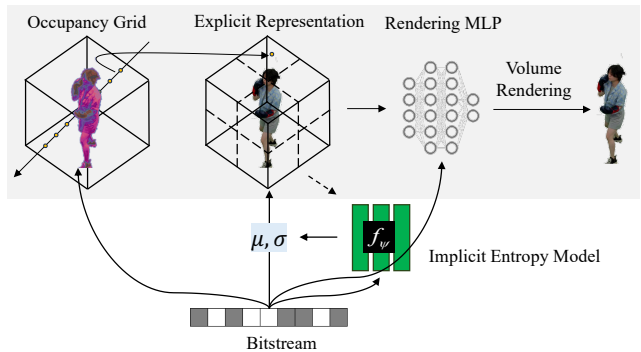 Occupancy Grid
Explicit Representation
Rendering MLP
Volume
Rendering
μ, σ
f_ψ
Implicit Entropy Model
Bitstream